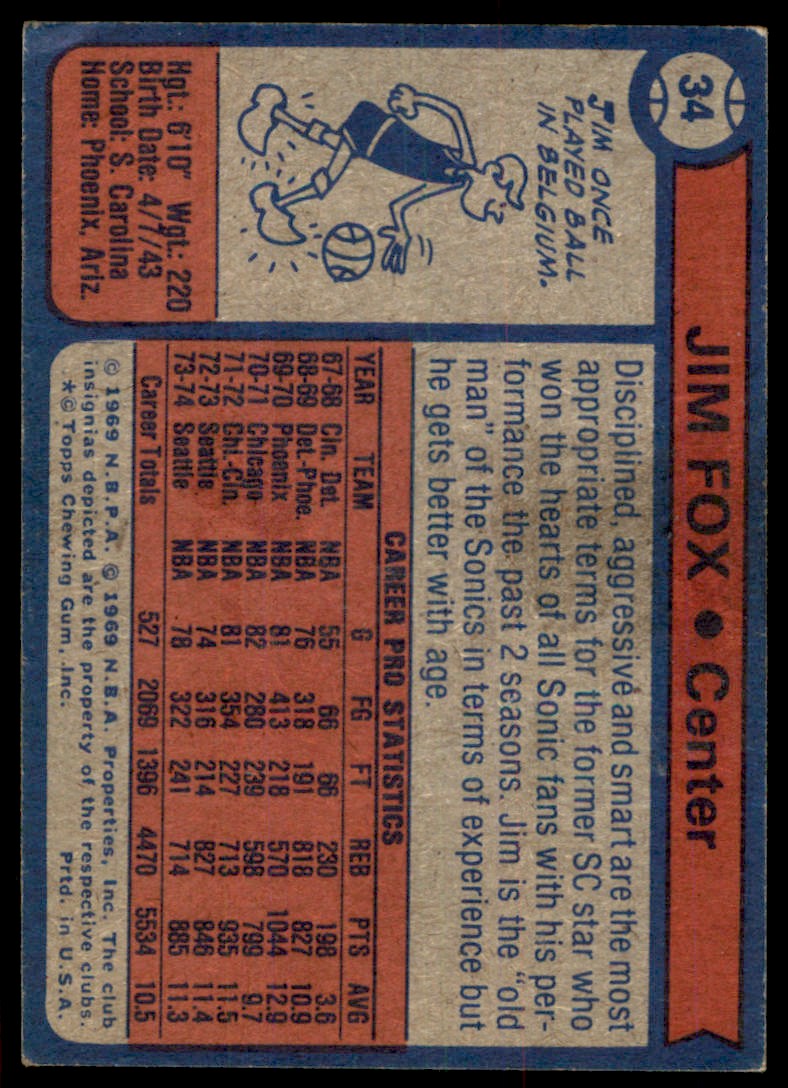 34
JIM FOX • Center
JIM ONCE
PLAYED BALL
IN BELGIUM.
Hgt.: 6'10" Wgt.: 220
Birth Date: 4/7/43
School: S. Carolina
Home: Phoenix, Ariz.
Disciplined, aggressive and smart are the most
appropriate terms for the former SC star who
won the hearts of all Sonic fans with his per-
formance the past 2 seasons. Jim is the "old
man" of the Sonics in terms of experience but
he gets better with age.
CAREER PRO STATISTICS
YEAR TEAM G FG FT REB PTS AVG
67-68 Cin. Det. NBA 55 66 66 230 198 3.6
68-69 Det.-Phoe. NBA 76 318 191 818 827 10.9
69-70 Phoenix NBA 81 413 218 570 1044 12.9
70-71 Chicago NBA 82 280 239 598 799 9.7
71-72 Chi.-Cin. NBA 81 354 227 713 935 11.5
72-73 Seattle NBA 74 316 214 827 846 11.4
73-74 Seattle NBA 78 322 241 714 885 11.3
Career Totals 527 2069 1396 4470 5534 10.5
© 1969 N.B.P.A. © 1969 N.B.A. Properties, Inc. The club
insignias depicted are the property of the respective clubs.
*© Topps Chewing Gum, Inc. Prtd. in U.S.A.